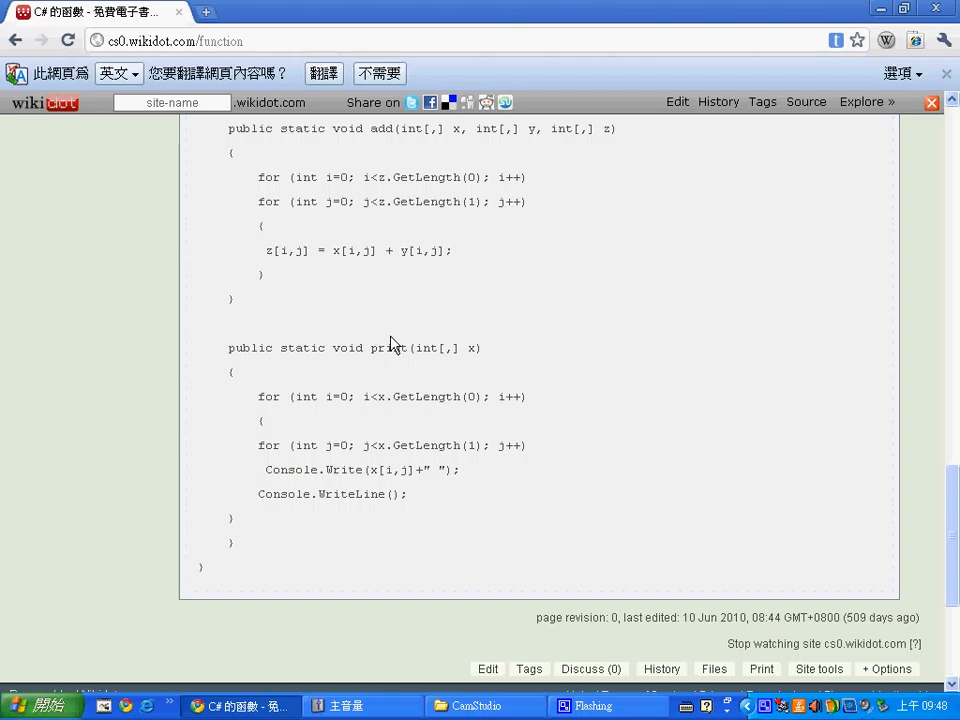 C# 的函數 - 免費電子書...
cs0.wikidot.com/function
此網頁為 英文 您要翻譯網頁內容嗎？ 翻譯 不需要 選項
wikidot site-name .wikidot.com Share on Edit History Tags Source Explore »
public static void add(int[,] x, int[,] y, int[,] z)
{
for (int i=0; i<z.GetLength(0); i++)
for (int j=0; j<z.GetLength(1); j++)
{
z[i,j] = x[i,j] + y[i,j];
}
}
public static void print(int[,] x)
{
for (int i=0; i<x.GetLength(0); i++)
{
for (int j=0; j<x.GetLength(1); j++)
Console.Write(x[i,j]+" ");
Console.WriteLine();
}
}
}
page revision: 0, last edited: 10 Jun 2010, 08:44 GMT+0800 (509 days ago)
Stop watching site cs0.wikidot.com [?]
Edit Tags Discuss (0) History Files Print Site tools + Options
開始 C# 的函數 - 免... 主音量 CamStudio Flashing 上午 09:48